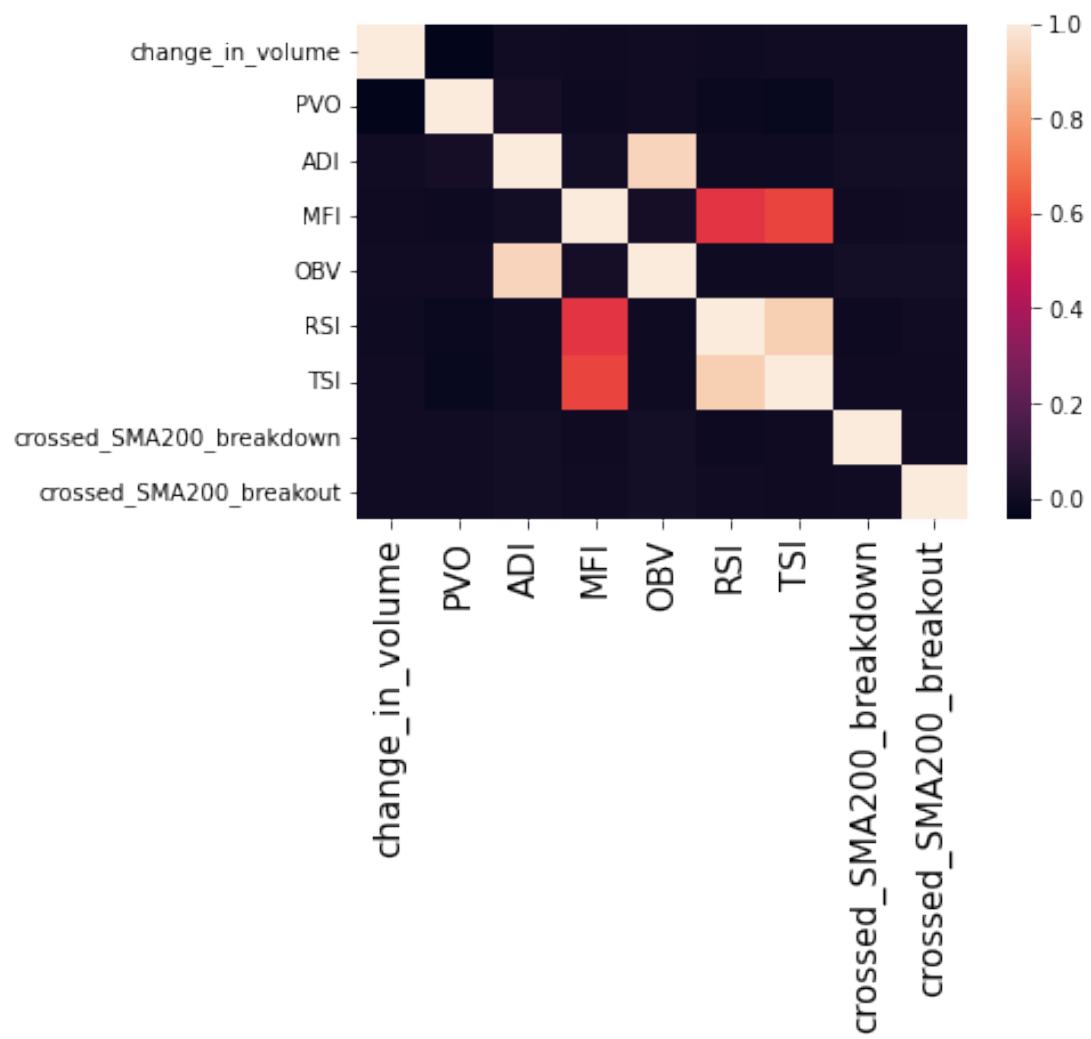 change_in_volume
PVO
ADI
MFI
OBV
RSI
TSI
crossed_SMA200_breakdown
crossed_SMA200_breakout
change_in_volume
PVO
ADI
MFI
OBV
RSI
TSI
crossed_SMA200_breakdown
crossed_SMA200_breakout
1.0
0.8
0.6
0.4
0.2
0.0